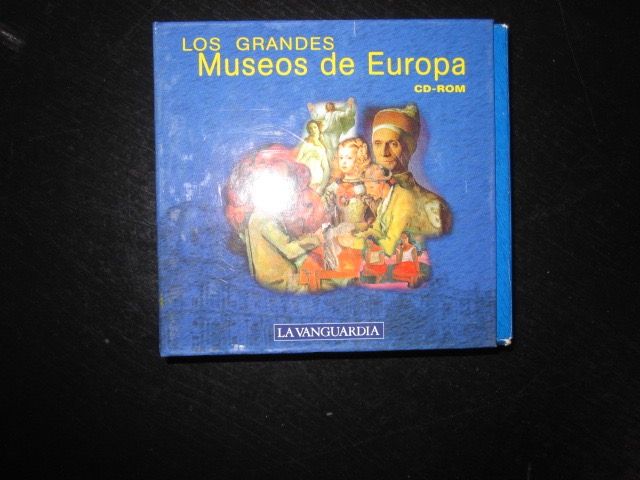 LOS GRANDES
Museos de Europa
CD-ROM
LA VANGUARDIA